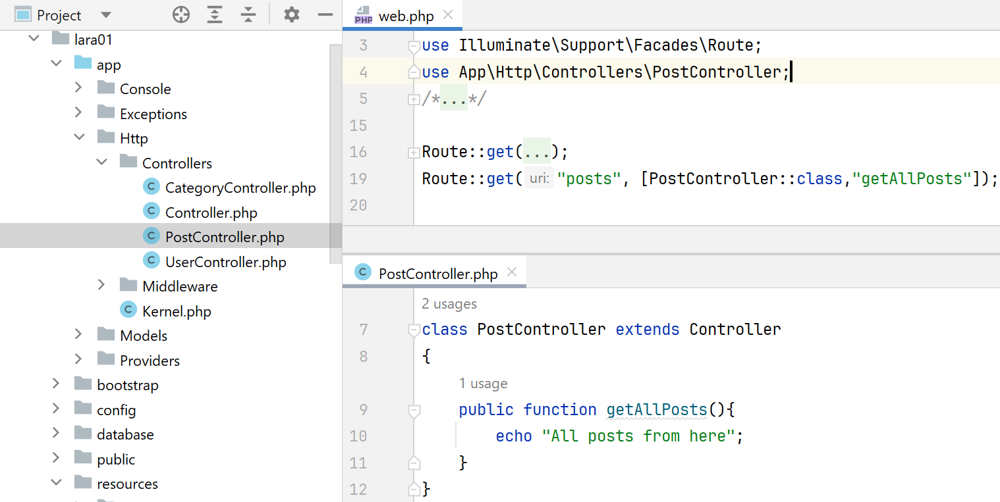 Project
lara01
app
Console
Exceptions
Http
Controllers
CategoryController.php
Controller.php
PostController.php
UserController.php
Middleware
Kernel.php
Models
Providers
bootstrap
config
database
public
resources
PHP web.php
3 use Illuminate\Support\Facades\Route;
4 use App\Http\Controllers\PostController;
5 /*...*/
15
16 Route::get(...);
19 Route::get( uri: "posts", [PostController::class,"getAllPosts"]);
20
C PostController.php
2 usages
7 class PostController extends Controller
8 {
1 usage
9 public function getAllPosts(){
10 echo "All posts from here";
11 }
12 }